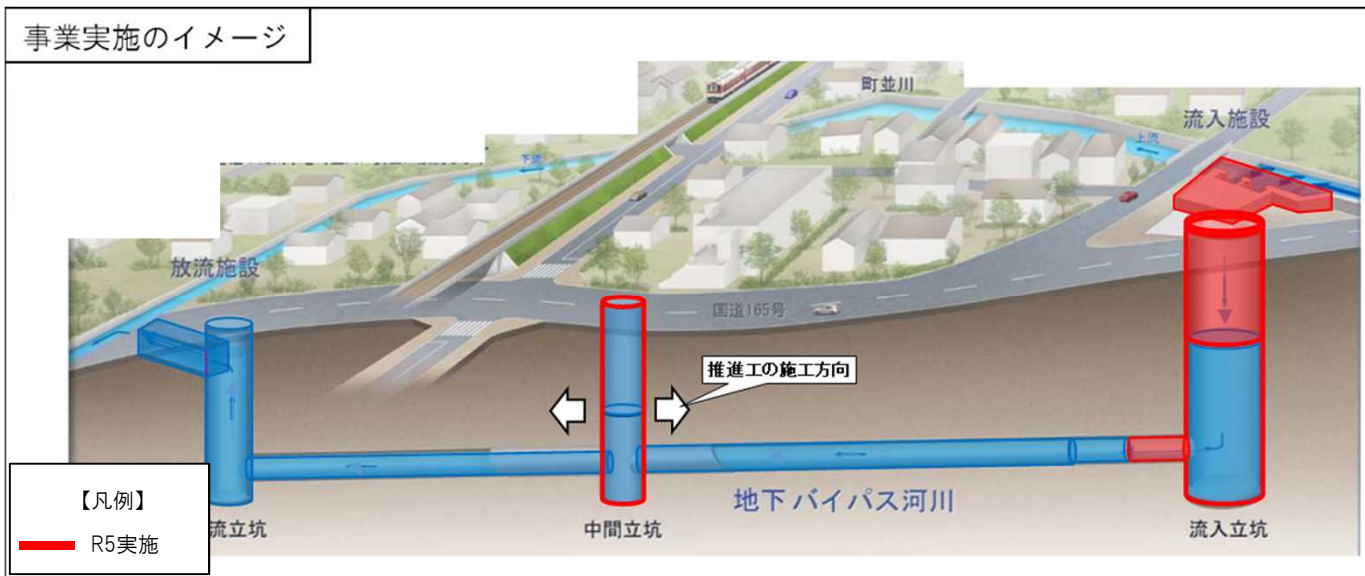 事業実施のイメージ
町並川
流入施設
上流
下流
放流施設
国道165号
推進工の施工方向
地下バイパス河川
流立坑
中間立坑
流入立坑
【凡例】
R5実施